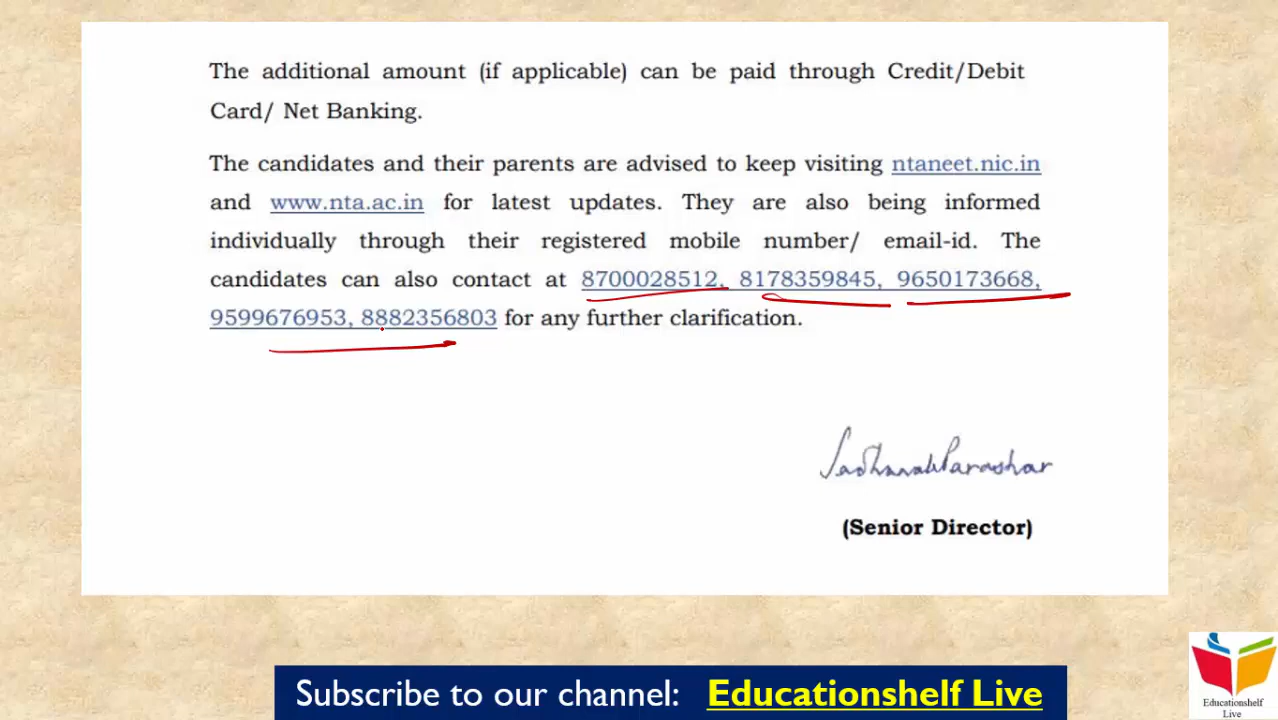 The additional amount (if applicable) can be paid through Credit/Debit
Card/ Net Banking.
The candidates and their parents are advised to keep visiting ntaneet.nic.in
and www.nta.ac.in for latest updates. They are also being informed
individually through their registered mobile number/ email-id. The
candidates can also contact at 8700028512, 8178359845, 9650173668,
9599676953, 8882356803 for any further clarification.
Sadhana Parashar
(Senior Director)
Subscribe to our channel: Educationshelf Live
Educationshelf
Live